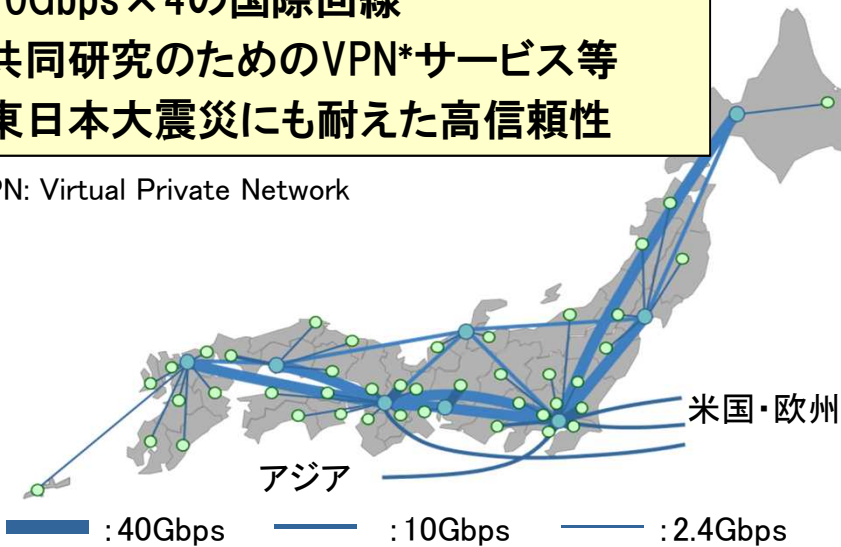 0Gbps×4の国際回線
共同研究のためのVPN*サービス等
東日本大震災にも耐えた高信頼性
PN: Virtual Private Network
米国・欧州
アジア
:40Gbps :10Gbps :2.4Gbps